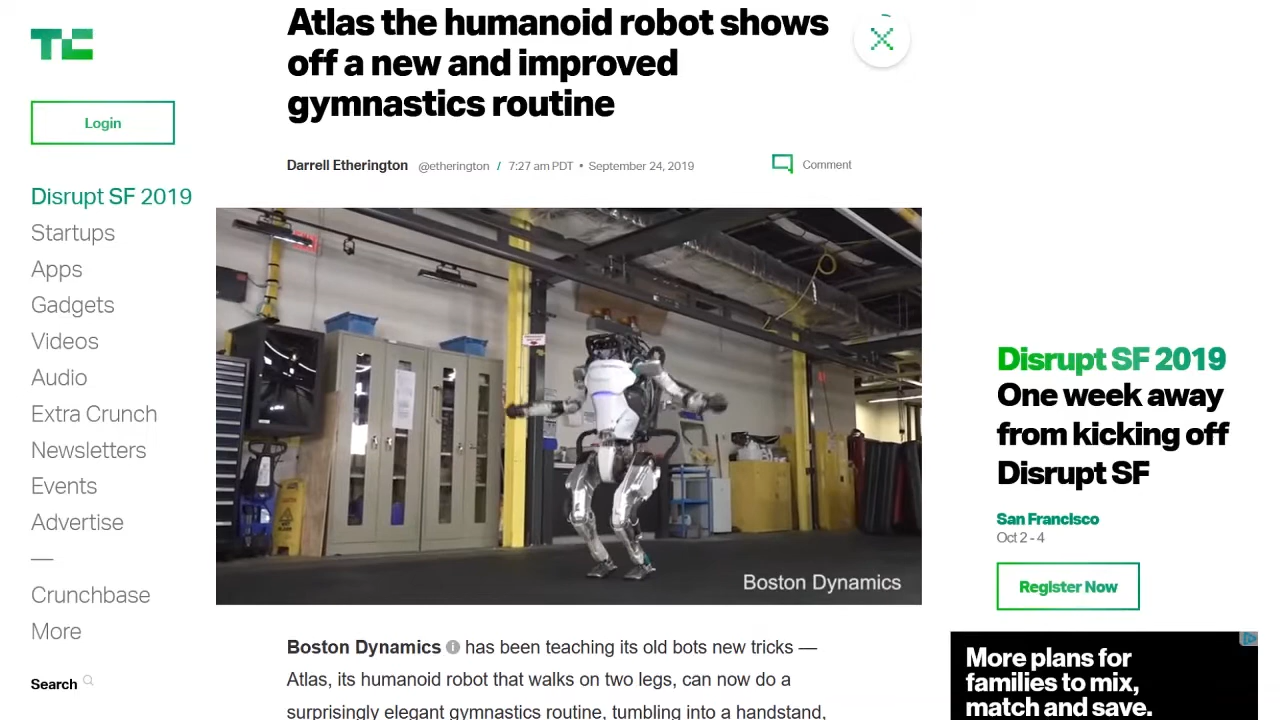 TC
Login
Disrupt SF 2019
Startups
Apps
Gadgets
Videos
Audio
Extra Crunch
Newsletters
Events
Advertise
—
Crunchbase
More
Search
Atlas the humanoid robot shows
off a new and improved
gymnastics routine
Darrell Etherington @etherington / 7:27 am PDT • September 24, 2019
Comment
Boston Dynamics
Boston Dynamics has been teaching its old bots new tricks —
Atlas, its humanoid robot that walks on two legs, can now do a
surprisingly elegant gymnastics routine, tumbling into a handstand,
Disrupt SF 2019
One week away
from kicking off
Disrupt SF
San Francisco
Oct 2 - 4
Register Now
More plans for
families to mix,
match and save.